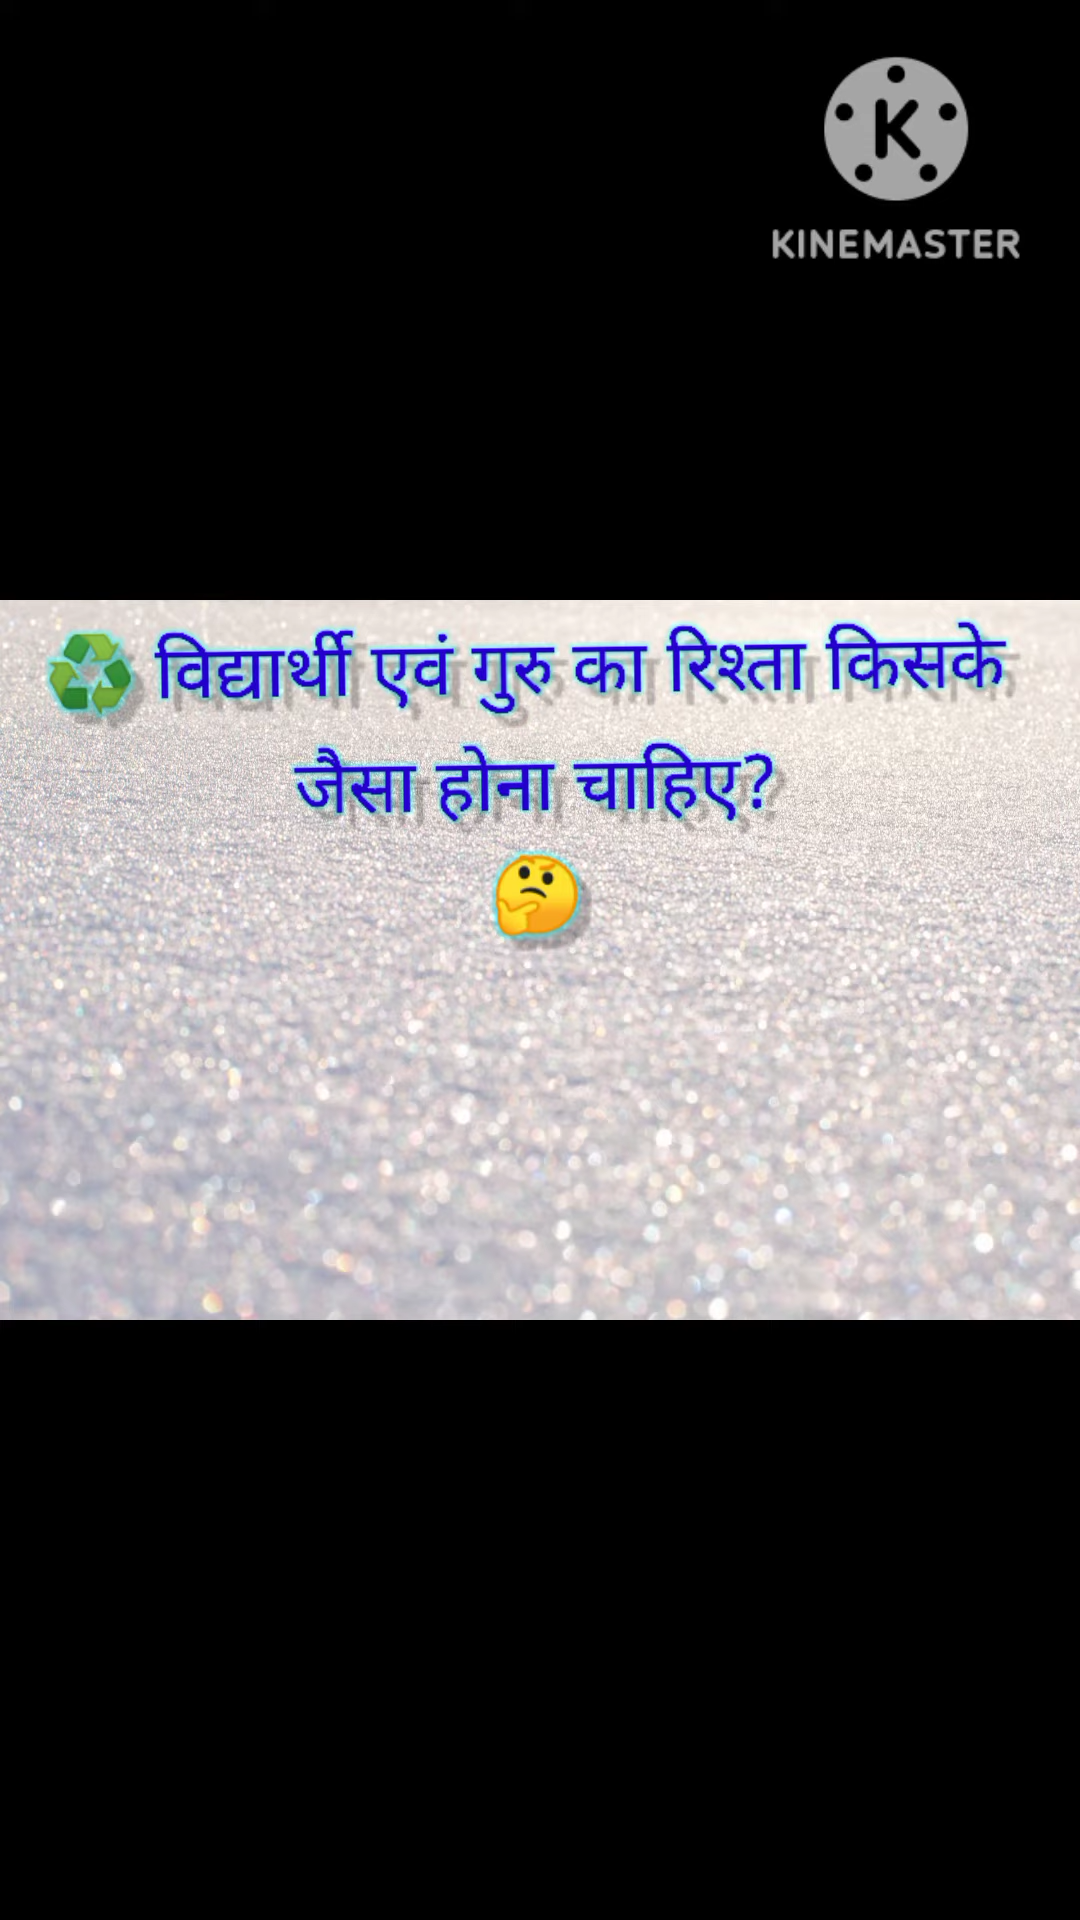 KINEMASTER
♻️ विद्यार्थी एवं गुरु का रिश्ता किसके
जैसा होना चाहिए?
🤔